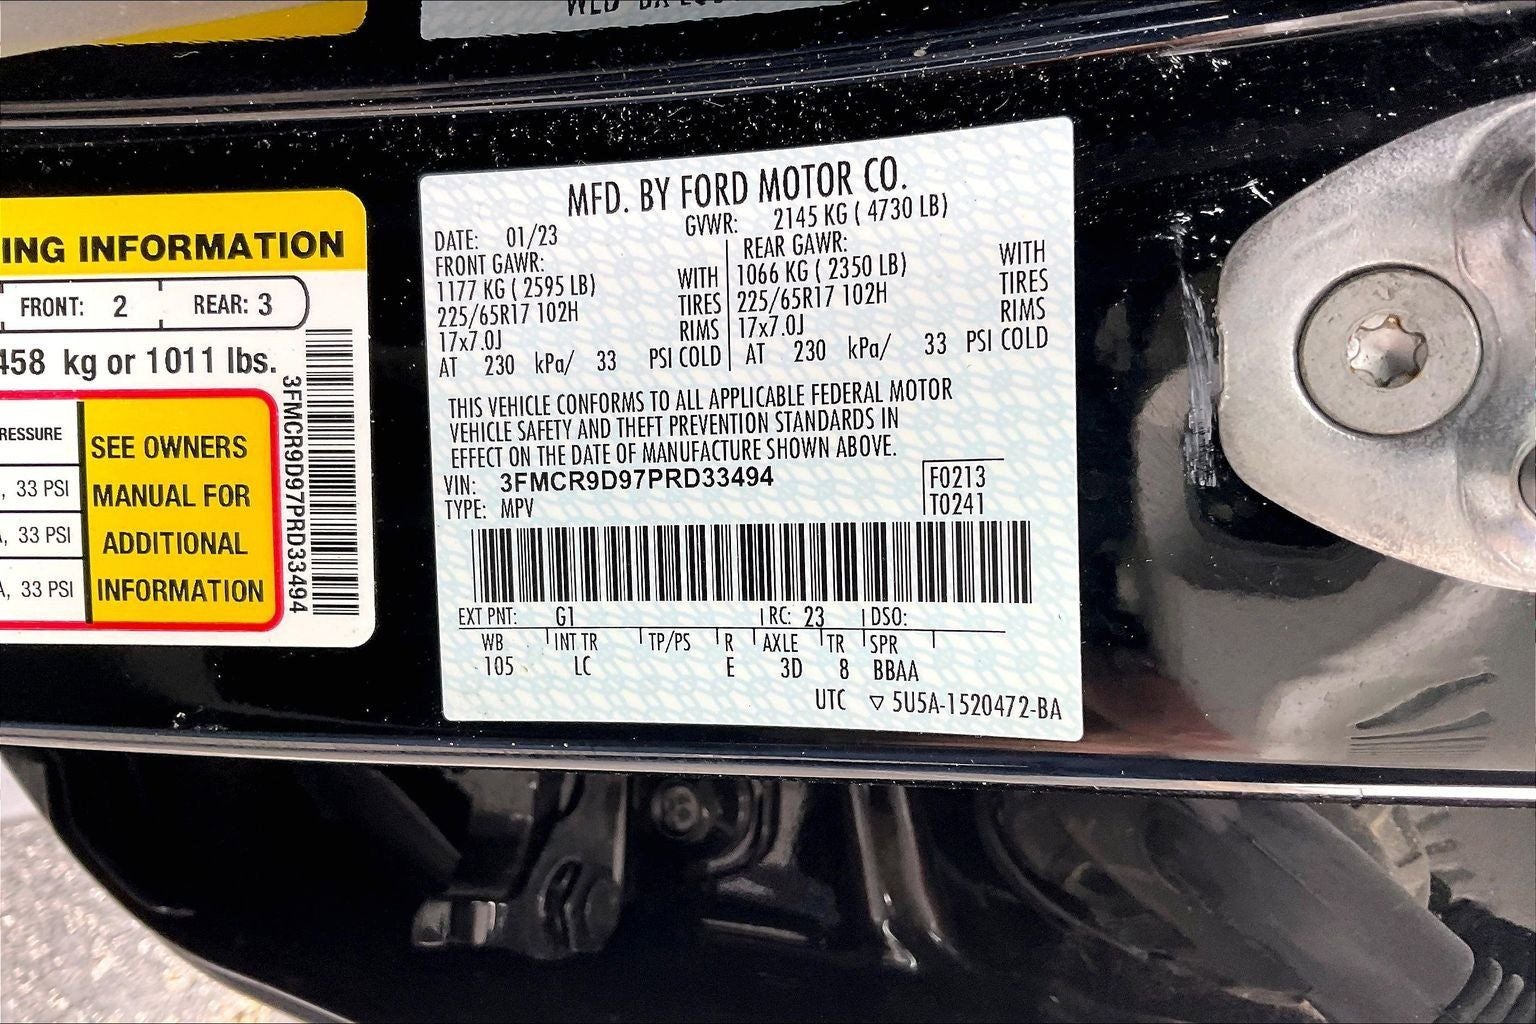 ING INFORMATION
FRONT: 2 REAR: 3
458 kg or 1011 lbs.
RESSURE
33 PSI
33 PSI
33 PSI
SEE OWNERS
MANUAL FOR
ADDITIONAL
INFORMATION
3FMCR9D97PRD33494
MFD. BY FORD MOTOR CO.
DATE: 01/23 GVWR: 2145 KG ( 4730 LB)
FRONT GAWR: REAR GAWR:
1177 KG ( 2595 LB) WITH 1066 KG ( 2350 LB) WITH
225/65R17 102H TIRES 225/65R17 102H TIRES
17x7.0J RIMS 17x7.0J RIMS
AT 230 kPa/ 33 PSI COLD AT 230 kPa/ 33 PSI COLD
THIS VEHICLE CONFORMS TO ALL APPLICABLE FEDERAL MOTOR
VEHICLE SAFETY AND THEFT PREVENTION STANDARDS IN
EFFECT ON THE DATE OF MANUFACTURE SHOWN ABOVE.
VIN: 3FMCR9D97PRD33494 F0213
TYPE: MPV T0241
EXT PNT: G1 RC: 23 DSO:
WB INT TR TP/PS R AXLE TR SPR
105 LC E 3D 8 BBAA
UTC ▽ 5U5A-1520472-BA